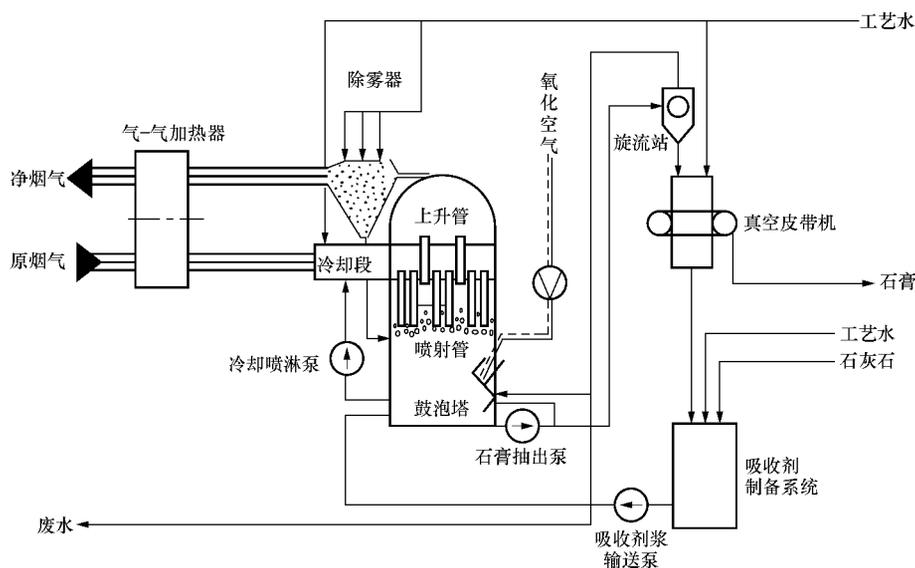 工艺水
除雾器
氧化空气
气-气加热器
旋流站
净烟气
上升管
真空皮带机
原烟气
冷却段
石膏
工艺水
喷射管
石灰石
冷却喷淋泵
鼓泡塔
石膏抽出泵
吸收剂
制备系统
废水
吸收剂浆
输送泵